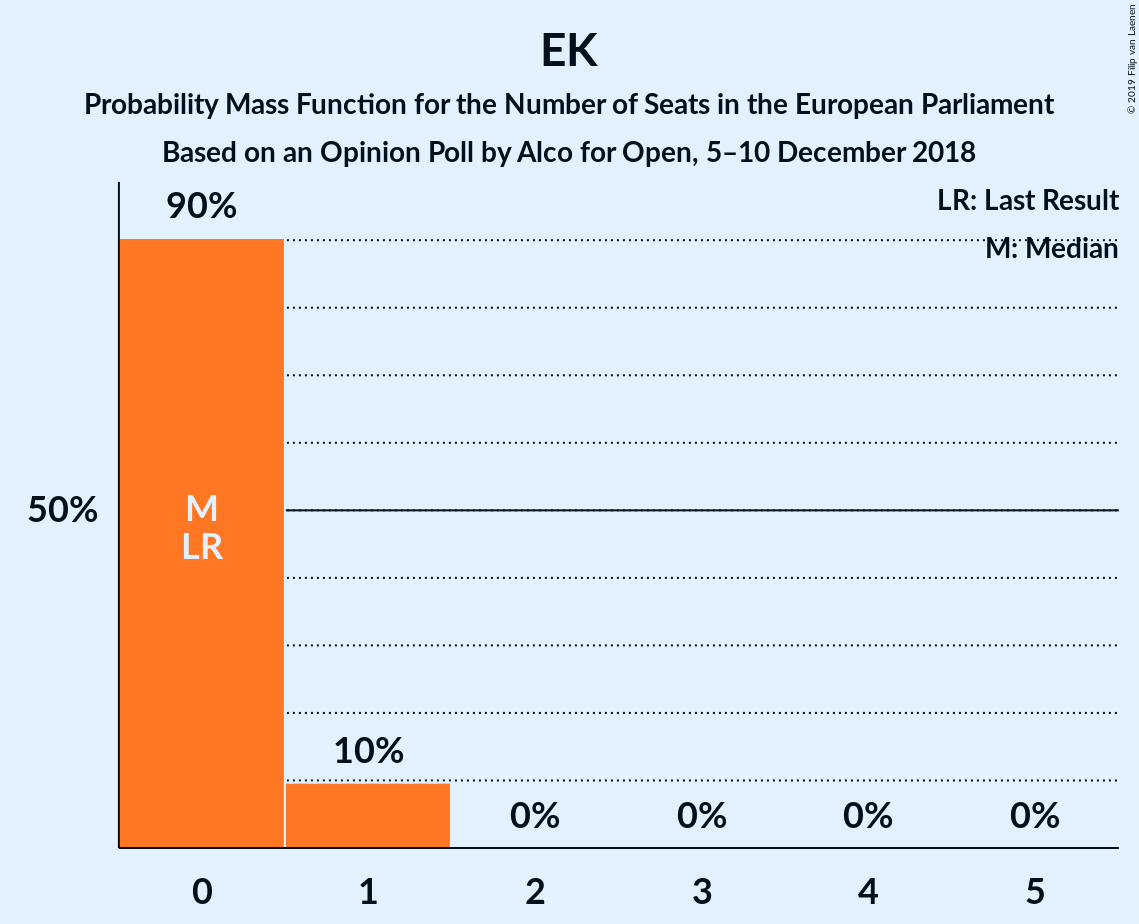 EK
Probability Mass Function for the Number of Seats in the European Parliament
Based on an Opinion Poll by Alco for Open, 5–10 December 2018
© 2019 Filip van Laenen
LR: Last Result
M: Median
90%
50%
M
LR
10%
0%
0%
0%
0%
0
1
2
3
4
5